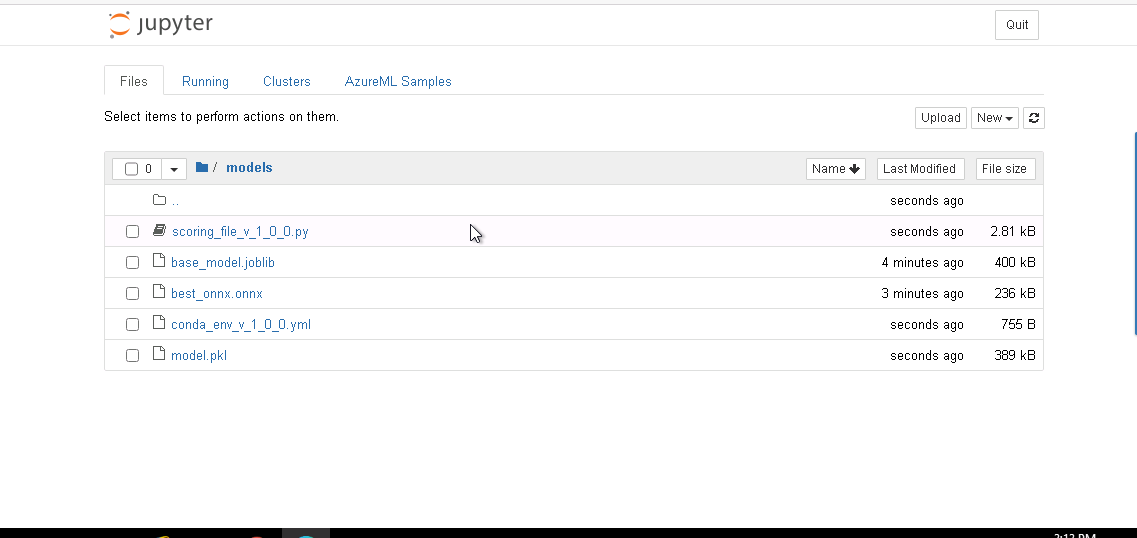 jupyter Quit
Files Running Clusters AzureML Samples
Select items to perform actions on them. Upload New
0 / models Name Last Modified File size
.. seconds ago
scoring_file_v_1_0_0.py seconds ago 2.81 kB
base_model.joblib 4 minutes ago 400 kB
best_onnx.onnx 3 minutes ago 236 kB
conda_env_v_1_0_0.yml seconds ago 755 B
model.pkl seconds ago 389 kB